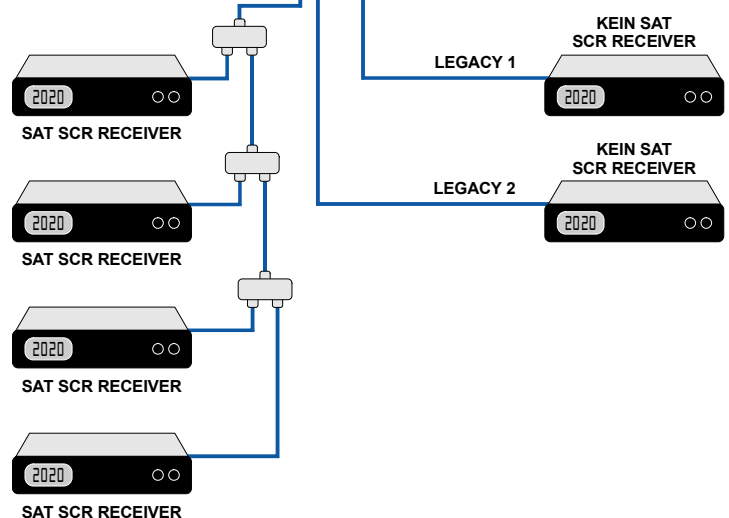 KEIN SAT
SCR RECEIVER
LEGACY 1
2020
2020
SAT SCR RECEIVER
KEIN SAT
SCR RECEIVER
LEGACY 2
2020
2020
SAT SCR RECEIVER
2020
SAT SCR RECEIVER
2020
SAT SCR RECEIVER